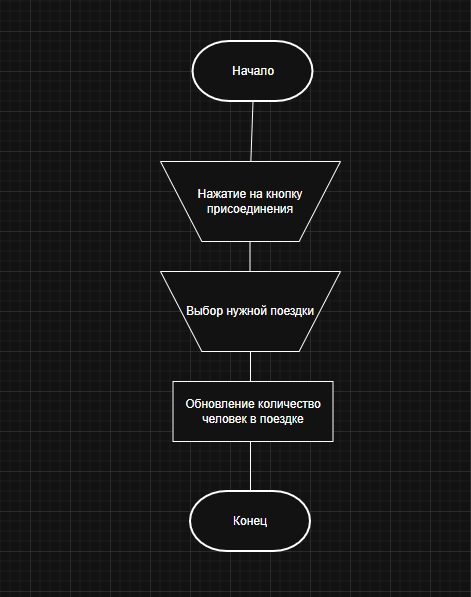 Начало
Нажатие на кнопку
присоединения
Выбор нужной поездки
Обновление количество
человек в поездке
Конец